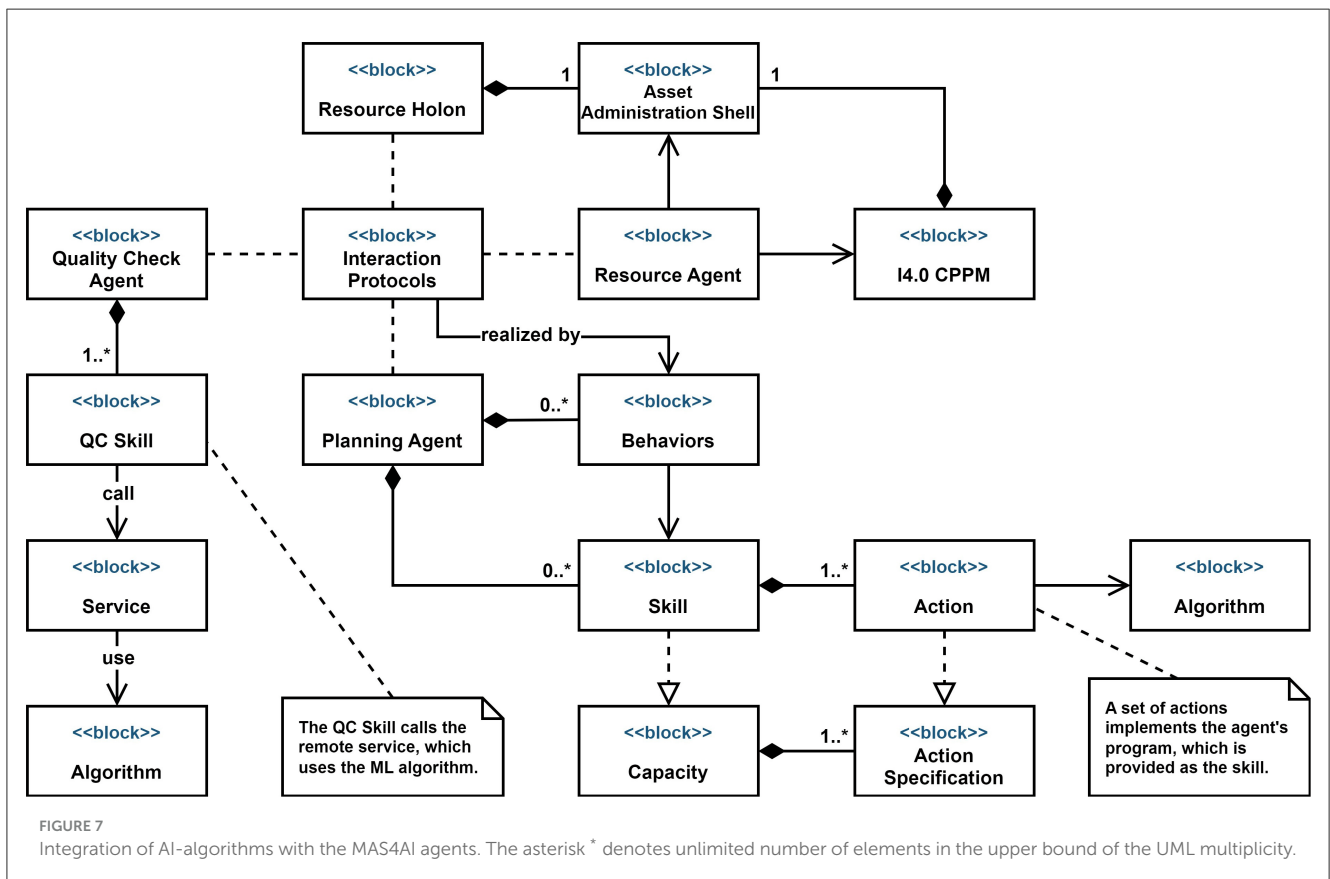 <<block>>
Resource Holon
1
<<block>>
Asset
Administration Shell
1
<<block>>
Quality Check
Agent
<<block>>
Interaction
Protocols
<<block>>
Resource Agent
<<block>>
I4.0 CPPM
realized by
1..*
<<block>>
QC Skill
<<block>>
Planning Agent
0..*
<<block>>
Behaviors
call
<<block>>
Service
0..*
<<block>>
Skill
1..*
<<block>>
Action
<<block>>
Algorithm
use
<<block>>
Algorithm
The QC Skill calls the
remote service, which
uses the ML algorithm.
<<block>>
Capacity
1..*
<<block>>
Action
Specification
A set of actions
implements the agent's
program, which is
provided as the skill.
FIGURE 7
Integration of AI-algorithms with the MAS4AI agents. The asterisk * denotes unlimited number of elements in the upper bound of the UML multiplicity.